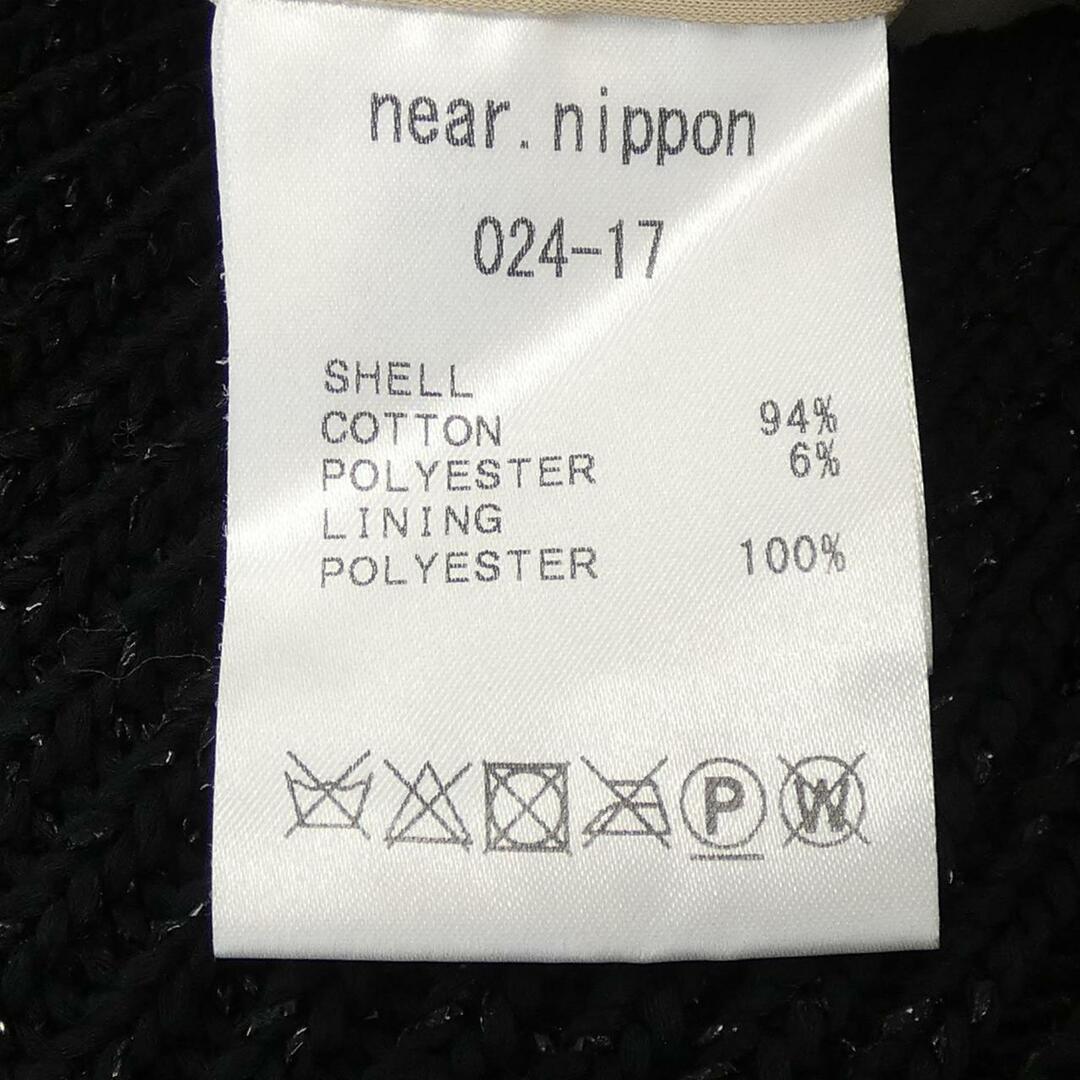 near.nippon
024-17
SHELL
COTTON 94%
POLYESTER 6%
LINING
POLYESTER 100%
P W